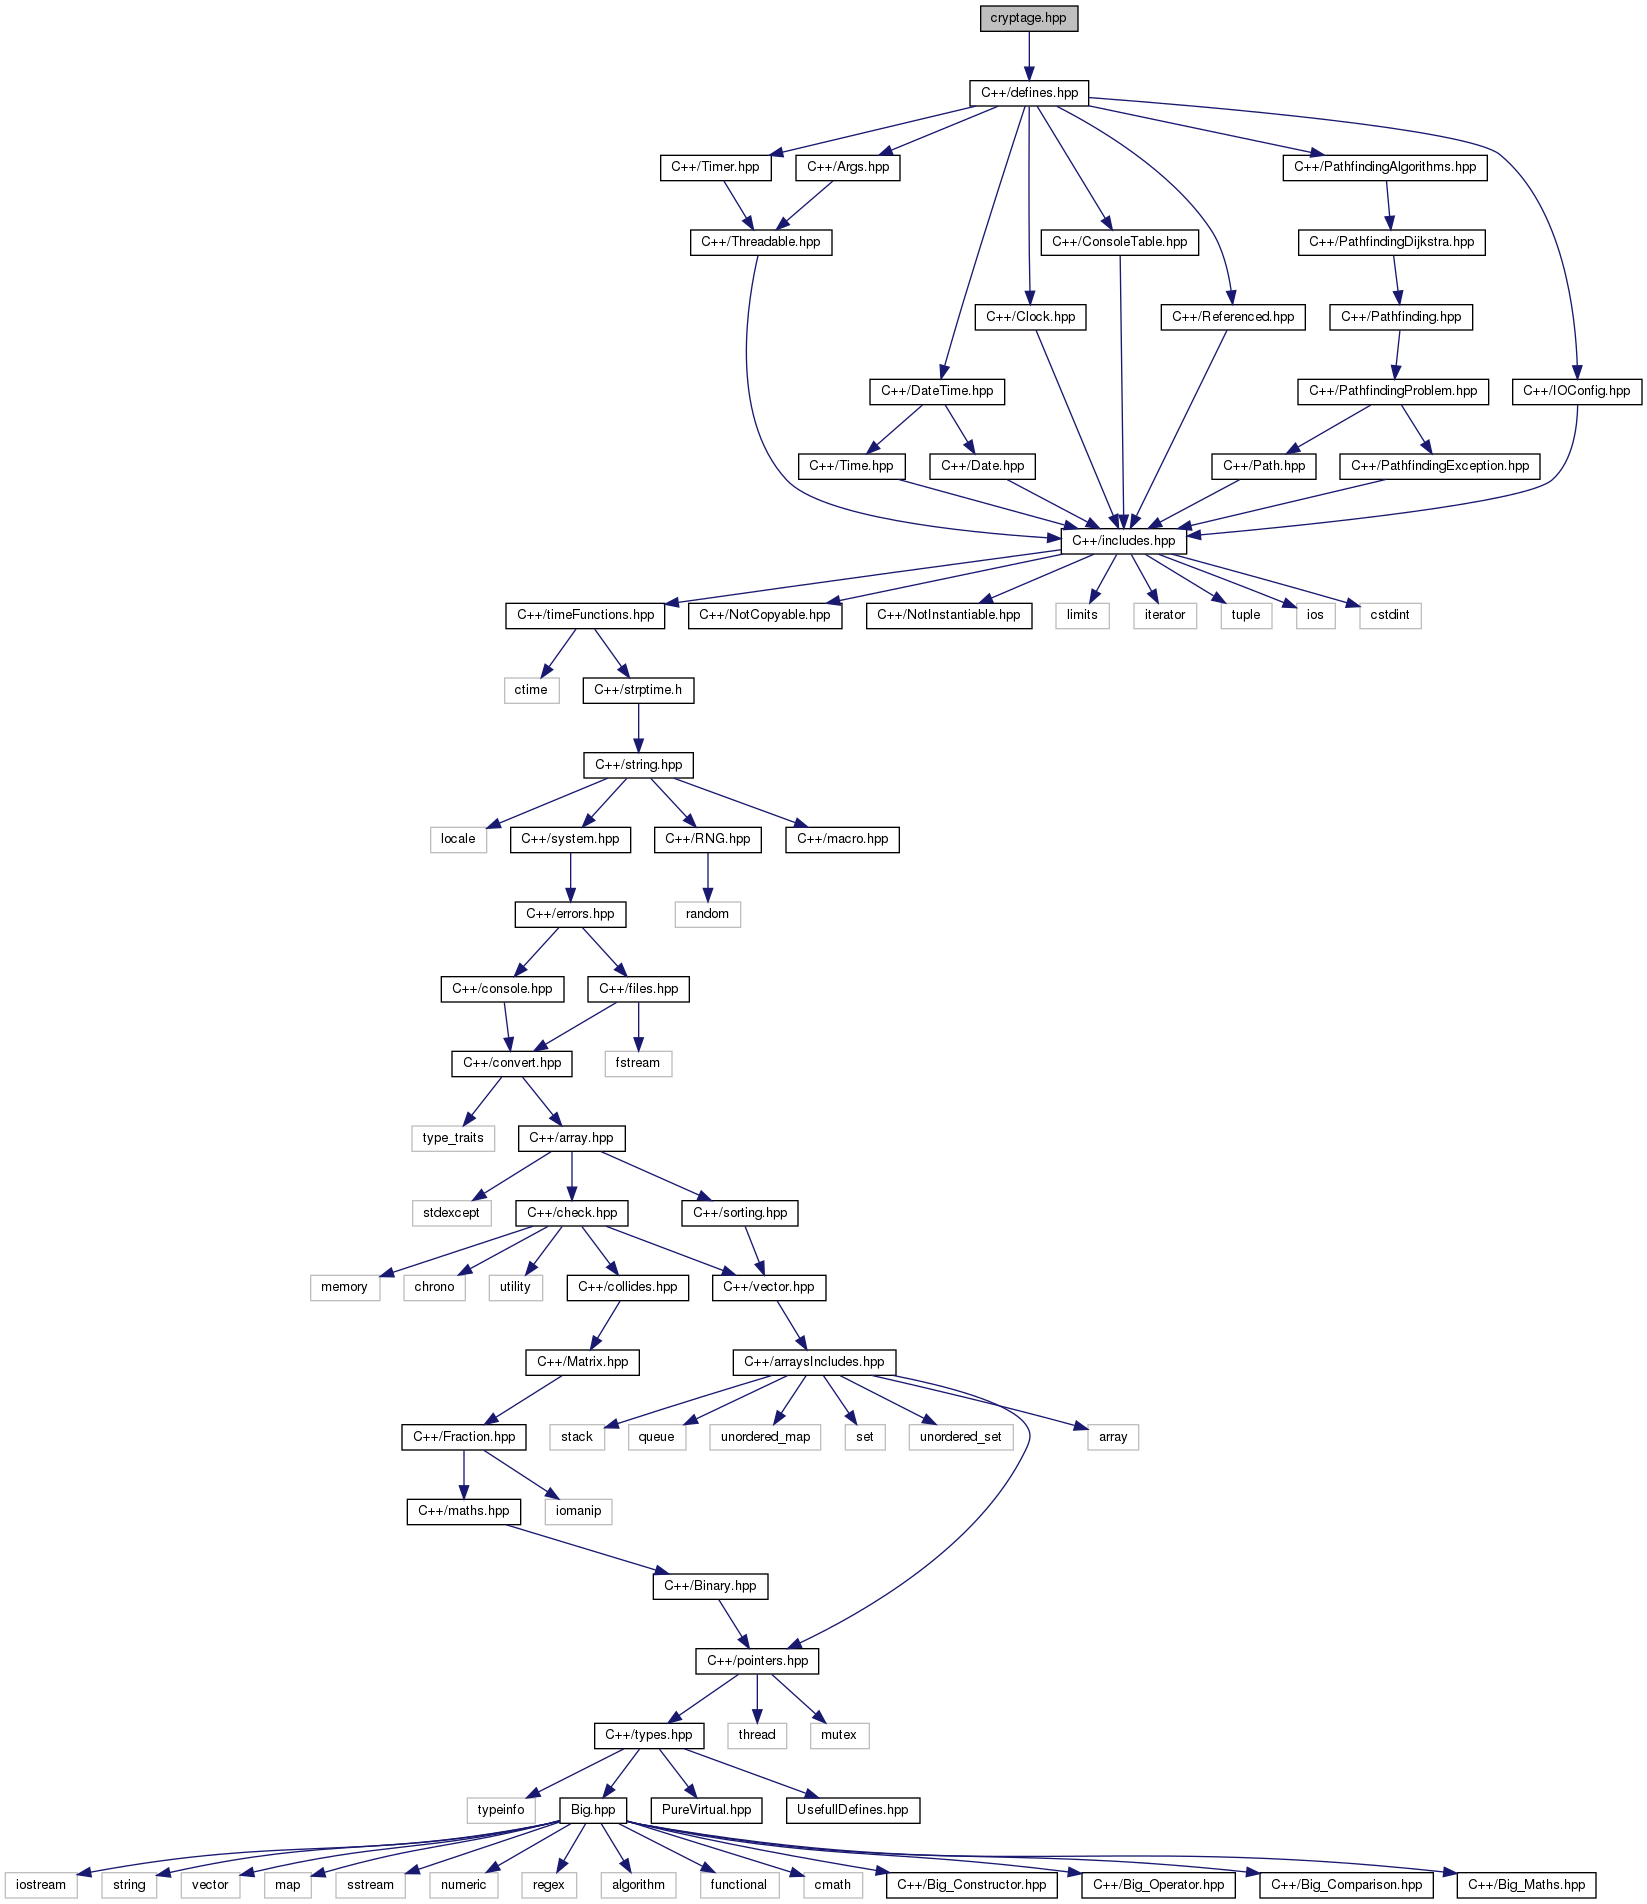 cryptage.hpp
C++/defines.hpp
C++/Timer.hpp
C++/Args.hpp
C++/PathfindingAlgorithms.hpp
C++/Threadable.hpp
C++/ConsoleTable.hpp
C++/PathfindingDijkstra.hpp
C++/Clock.hpp
C++/Referenced.hpp
C++/Pathfinding.hpp
C++/DateTime.hpp
C++/PathfindingProblem.hpp
C++/IOConfig.hpp
C++/Time.hpp
C++/Date.hpp
C++/Path.hpp
C++/PathfindingException.hpp
C++/includes.hpp
C++/timeFunctions.hpp
C++/NotCopyable.hpp
C++/NotInstantiable.hpp
limits
iterator
tuple
ios
cstdint
ctime
C++/strptime.h
C++/string.hpp
locale
C++/system.hpp
C++/RNG.hpp
C++/macro.hpp
C++/errors.hpp
random
C++/console.hpp
C++/files.hpp
C++/convert.hpp
fstream
type_traits
C++/array.hpp
stdexcept
C++/check.hpp
C++/sorting.hpp
memory
chrono
utility
C++/collides.hpp
C++/vector.hpp
C++/Matrix.hpp
C++/arraysIncludes.hpp
C++/Fraction.hpp
stack
queue
unordered_map
set
unordered_set
array
C++/maths.hpp
iomanip
C++/Binary.hpp
C++/pointers.hpp
C++/types.hpp
thread
mutex
typeinfo
Big.hpp
PureVirtual.hpp
UsefullDefines.hpp
iostream
string
vector
map
sstream
numeric
regex
algorithm
functional
cmath
C++/Big_Constructor.hpp
C++/Big_Operator.hpp
C++/Big_Comparison.hpp
C++/Big_Maths.hpp